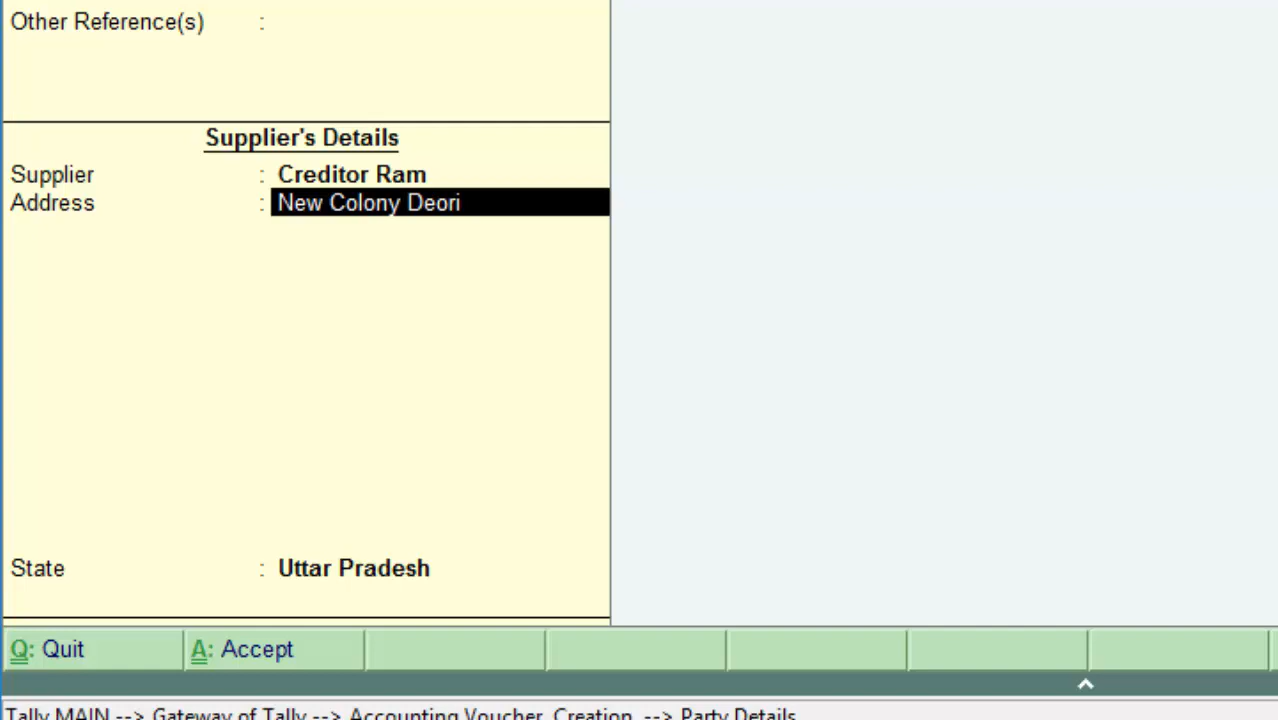 Other Reference(s) :
Supplier's Details
Supplier : Creditor Ram
Address : New Colony Deori
State : Uttar Pradesh
Q: Quit A: Accept
Tally MAIN --> Gateway of Tally --> Accounting Voucher Creation --> Party Details